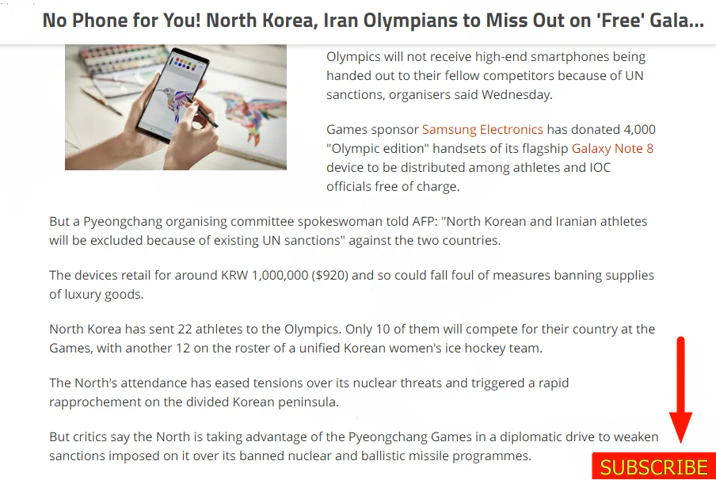 No Phone for You! North Korea, Iran Olympians to Miss Out on 'Free' Gala...
Olympics will not receive high-end smartphones being
handed out to their fellow competitors because of UN
sanctions, organisers said Wednesday.
Games sponsor Samsung Electronics has donated 4,000
"Olympic edition" handsets of its flagship Galaxy Note 8
device to be distributed among athletes and IOC
officials free of charge.
But a Pyeongchang organising committee spokeswoman told AFP: "North Korean and Iranian athletes
will be excluded because of existing UN sanctions" against the two countries.
The devices retail for around KRW 1,000,000 ($920) and so could fall foul of measures banning supplies
of luxury goods.
North Korea has sent 22 athletes to the Olympics. Only 10 of them will compete for their country at the
Games, with another 12 on the roster of a unified Korean women's ice hockey team.
The North's attendance has eased tensions over its nuclear threats and triggered a rapid
rapprochement on the divided Korean peninsula.
But critics say the North is taking advantage of the Pyeongchang Games in a diplomatic drive to weaken
sanctions imposed on it over its banned nuclear and ballistic missile programmes.
SUBSCRIBE